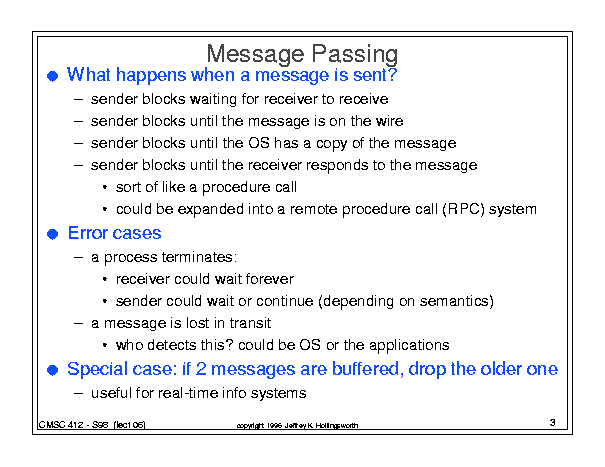 Message Passing
● What happens when a message is sent?
– sender blocks waiting for receiver to receive
– sender blocks until the message is on the wire
– sender blocks until the OS has a copy of the message
– sender blocks until the receiver responds to the message
• sort of like a procedure call
• could be expanded into a remote procedure call (RPC) system
● Error cases
– a process terminates:
• receiver could wait forever
• sender could wait or continue (depending on semantics)
– a message is lost in transit
• who detects this? could be OS or the applications
● Special case: if 2 messages are buffered, drop the older one
– useful for real-time info systems
CMSC 412 - S96 (lect 06) copyright 1996 Jeffrey K. Hollingsworth 3